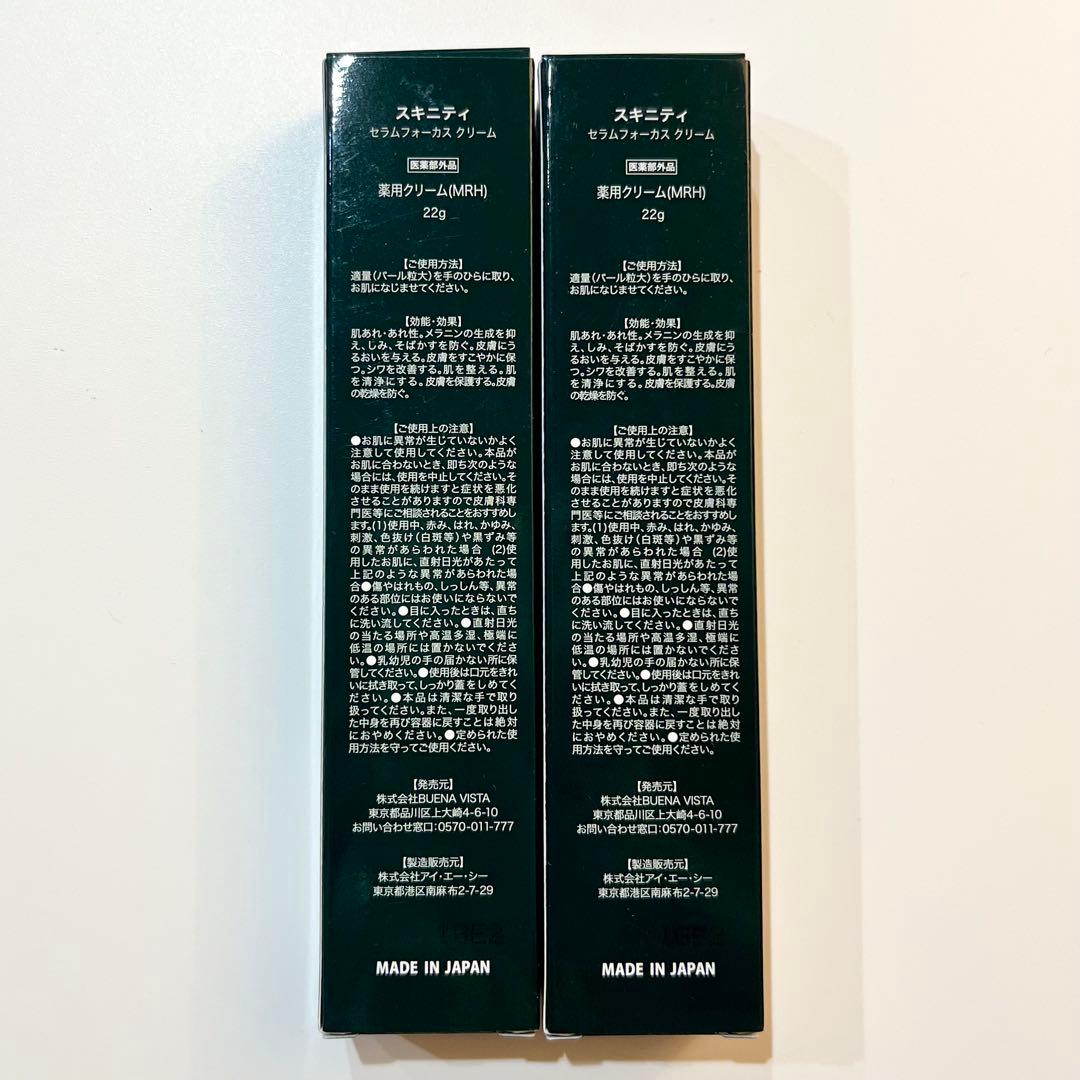 スキニティ
セラムフォーカス クリーム
医薬部外品
薬用クリーム(MRH)
22g
【ご使用方法】
適量(パール粒大)を手のひらに取り、
お肌になじませてください。
【効能・効果】
肌あれ・あれ性。メラニンの生成を抑
え、しみ、そばかすを防ぐ。皮膚にう
るおいを与える。皮膚をすこやかに保
つ。シワを改善する。肌を整える。肌
を清浄にする。皮膚を保護する。皮膚
の乾燥を防ぐ。
【ご使用上の注意】
●お肌に異常が生じていないかよく
注意して使用してください。本品が
お肌に合わないとき、即ち次のような
場合には、使用を中止してください。そ
のまま使用を続けますと症状を悪化
させることがありますので皮膚科専
門医等にご相談されることをおすすめし
ます。(1)使用中、赤み、はれ、かゆみ、
刺激、色抜け(白斑等)や黒ずみ等
の異常があらわれた場合 (2)使
用したお肌に、直射日光があたって
上記のような異常があらわれた場
合●傷やはれもの、しっしん等、異常
のある部位にはお使いにならないで
ください。●目に入ったときは、直ち
に洗い流してください。●直射日光
の当たる場所や高温多湿、極端に
低温の場所には置かないでくださ
い。●乳幼児の手の届かない所に保
管してください。●使用後は口元をきれ
いに拭き取って、しっかり蓋をしめてく
ださい。●本品は清潔な手で取り
扱ってください。また、一度取り出し
た中身を再び容器に戻すことは絶対
におやめください。●定められた使
用方法を守ってご使用ください。
【発売元】
株式会社BUENA VISTA
東京都品川区上大崎4-6-10
お問い合わせ窓口:0570-011-777
【製造販売元】
株式会社アイ・エー・シー
東京都港区南麻布2-7-29
MADE IN JAPAN
スキニティ
セラムフォーカス クリーム
医薬部外品
薬用クリーム(MRH)
22g
【ご使用方法】
適量(パール粒大)を手のひらに取り、
お肌になじませてください。
【効能・効果】
肌あれ・あれ性。メラニンの生成を抑
え、しみ、そばかすを防ぐ。皮膚にう
るおいを与える。皮膚をすこやかに保
つ。シワを改善する。肌を整える。肌
を清浄にする。皮膚を保護する。皮膚
の乾燥を防ぐ。
【ご使用上の注意】
●お肌に異常が生じていないかよく
注意して使用してください。本品が
お肌に合わないとき、即ち次のような
場合には、使用を中止してください。そ
のまま使用を続けますと症状を悪化
させることがありますので皮膚科専
門医等にご相談されることをおすすめし
ます。(1)使用中、赤み、はれ、かゆみ、
刺激、色抜け(白斑等)や黒ずみ等
の異常があらわれた場合 (2)使
用したお肌に、直射日光があたって
上記のような異常があらわれた場
合●傷やはれもの、しっしん等、異常
のある部位にはお使いにならないで
ください。●目に入ったときは、直ち
に洗い流してください。●直射日光
の当たる場所や高温多湿、極端に
低温の場所には置かないでくださ
い。●乳幼児の手の届かない所に保
管してください。●使用後は口元をきれ
いに拭き取って、しっかり蓋をしめてく
ださい。●本品は清潔な手で取り
扱ってください。また、一度取り出し
た中身を再び容器に戻すことは絶対
におやめください。●定められた使
用方法を守ってご使用ください。
【発売元】
株式会社BUENA VISTA
東京都品川区上大崎4-6-10
お問い合わせ窓口:0570-011-777
【製造販売元】
株式会社アイ・エー・シー
東京都港区南麻布2-7-29
MADE IN JAPAN